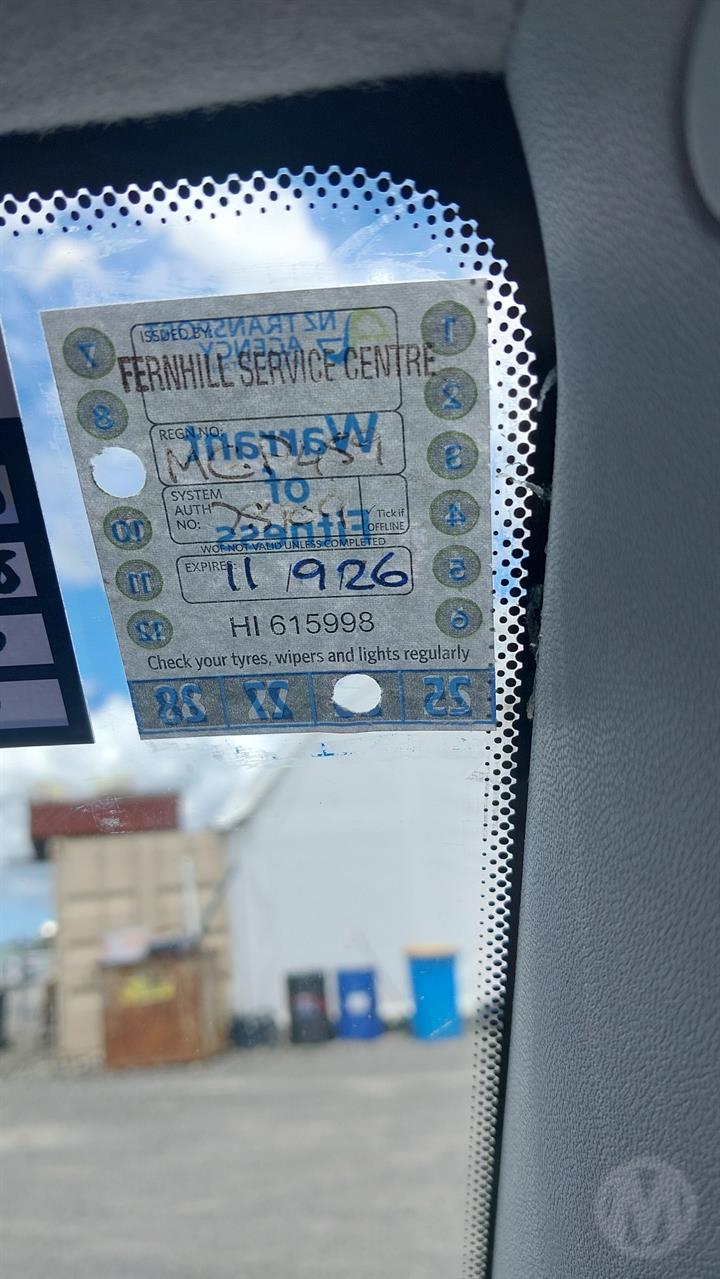 ISSUED BY:
NZ TRANSPORT
AGENCY
FERNHILL SERVICE CENTRE
REGN NO:
Warrant
of
Fitness
SYSTEM
AUTH
NO:
Tick if
OFFLINE
WOF NOT VALID UNLESS COMPLETED
EXPIRES: 11/9/26
HI 615998
Check your tyres, wipers and lights regularly
7 1
8 2
3
10 4
11 5
12 6
28 27 25
8
M